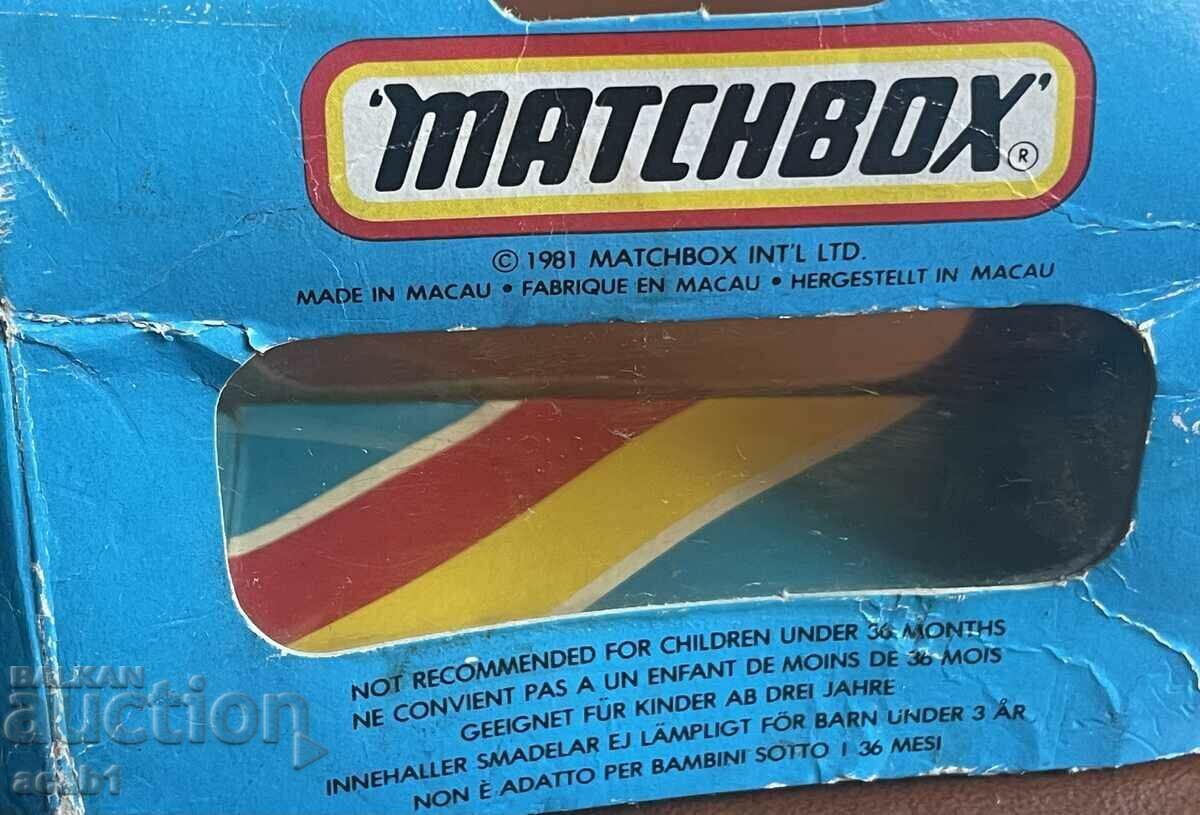 'MATCHBOX'®
© 1981 MATCHBOX INT'L LTD.
MADE IN MACAU • FABRIQUE EN MACAU • HERGESTELLT IN MACAU
NOT RECOMMENDED FOR CHILDREN UNDER 36 MONTHS
NE CONVIENT PAS A UN ENFANT DE MOINS DE 36 MOIS
GEEIGNET FÜR KINDER AB DREI JAHRE
INNEHALLER SMADELAR EJ LÄMPLIGT FÖR BARN UNDER 3 ÅR
NON È ADATTO PER BAMBINI SOTTO I 36 MESI
BALKAN
auction
acab1